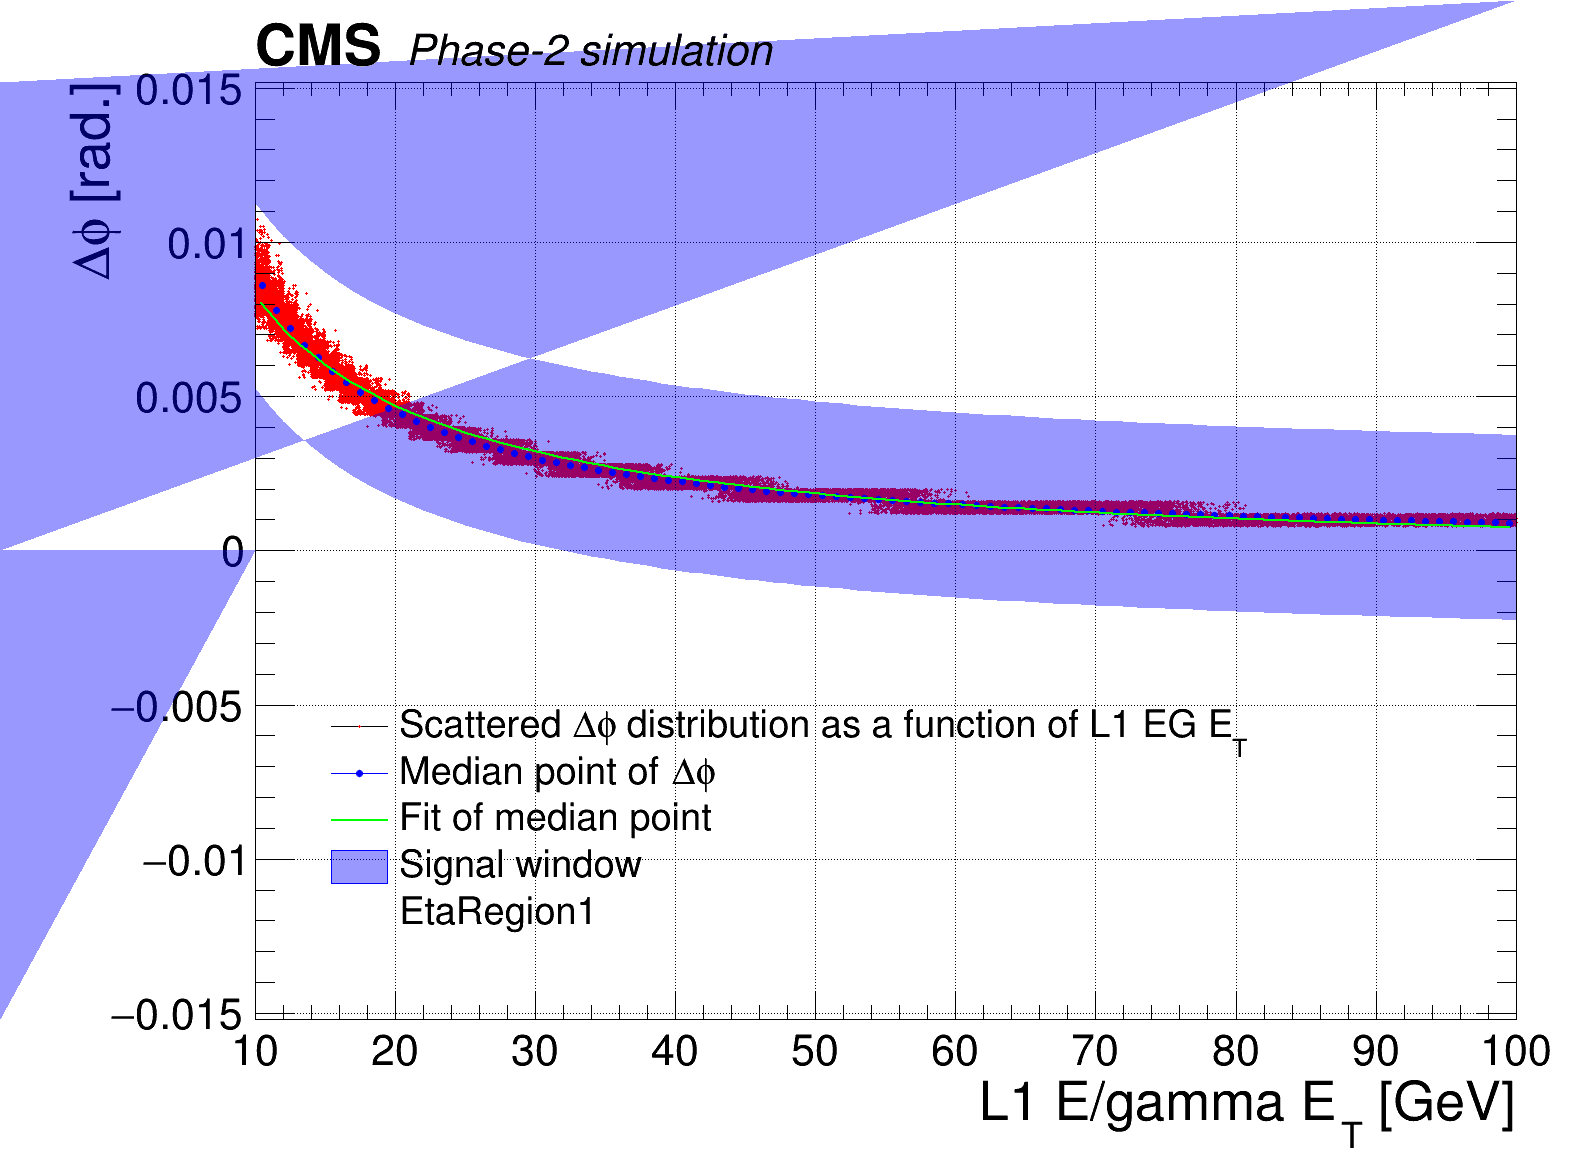 CMS Phase-2 simulation
Δϕ [rad.]
0.015
0.01
0.005
0
−0.005
−0.01
−0.015
Scattered Δϕ distribution as a function of L1 EG E_T
Median point of Δϕ
Fit of median point
Signal window
EtaRegion1
10 20 30 40 50 60 70 80 90 100
L1 E/gamma E_T [GeV]